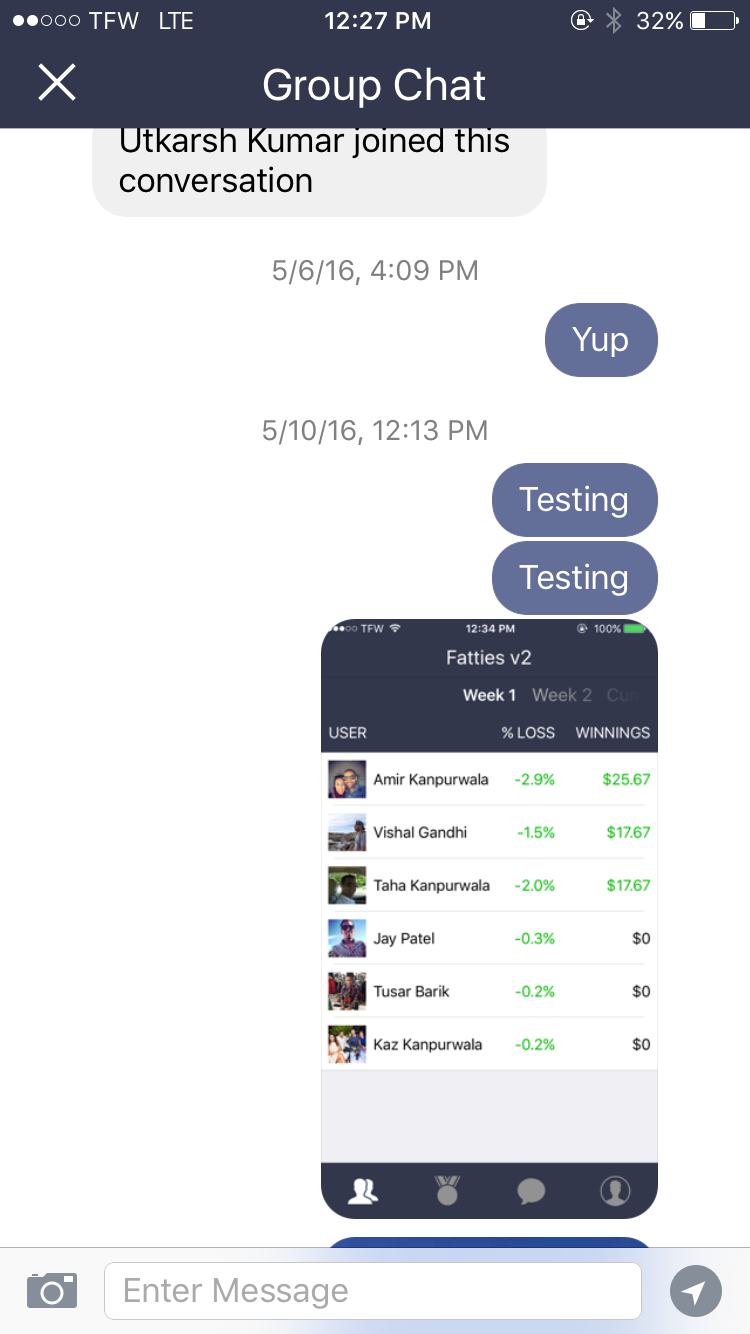 TFW LTE 12:27 PM 32%
Group Chat
Utkarsh Kumar joined this
conversation
5/6/16, 4:09 PM
Yup
5/10/16, 12:13 PM
Testing
Testing
TFW 12:34 PM 100%
Fatties v2
Week 1 Week 2
USER % LOSS WINNINGS
Amir Kanpurwala -2.9% $25.67
Vishal Gandhi -1.5% $17.67
Taha Kanpurwala -2.0% $17.67
Jay Patel -0.3% $0
Tusar Barik -0.2% $0
Kaz Kanpurwala -0.2% $0
Enter Message